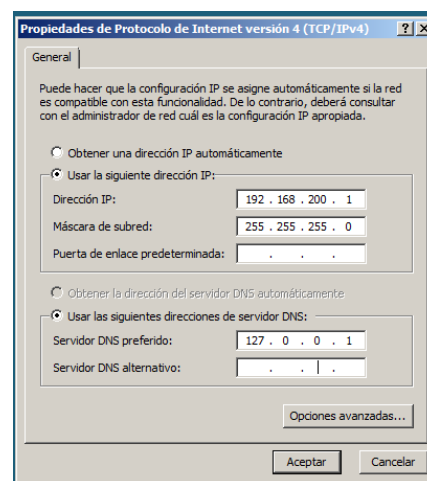 Propiedades de Protocolo de Internet versión 4 (TCP/IPv4)
General
Puede hacer que la configuración IP se asigne automáticamente si la red
es compatible con esta funcionalidad. De lo contrario, deberá consultar
con el administrador de red cuál es la configuración IP apropiada.
Obtener una dirección IP automáticamente
Usar la siguiente dirección IP:
Dirección IP: 192 . 168 . 200 . 1
Máscara de subred: 255 . 255 . 255 . 0
Puerta de enlace predeterminada: . . .
Obtener la dirección del servidor DNS automáticamente
Usar las siguientes direcciones de servidor DNS:
Servidor DNS preferido: 127 . 0 . 0 . 1
Servidor DNS alternativo: . . .
Opciones avanzadas...
Aceptar Cancelar